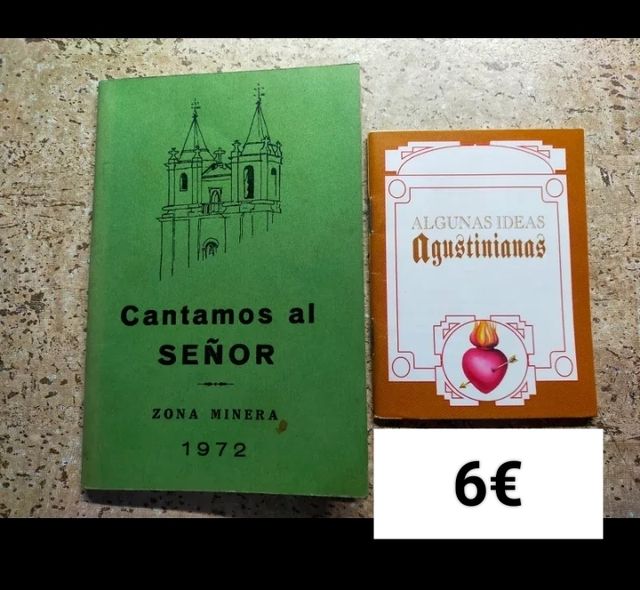 Cantamos al
SEÑOR
ZONA MINERA
1972
ALGUNAS IDEAS
Agustinianas
6€